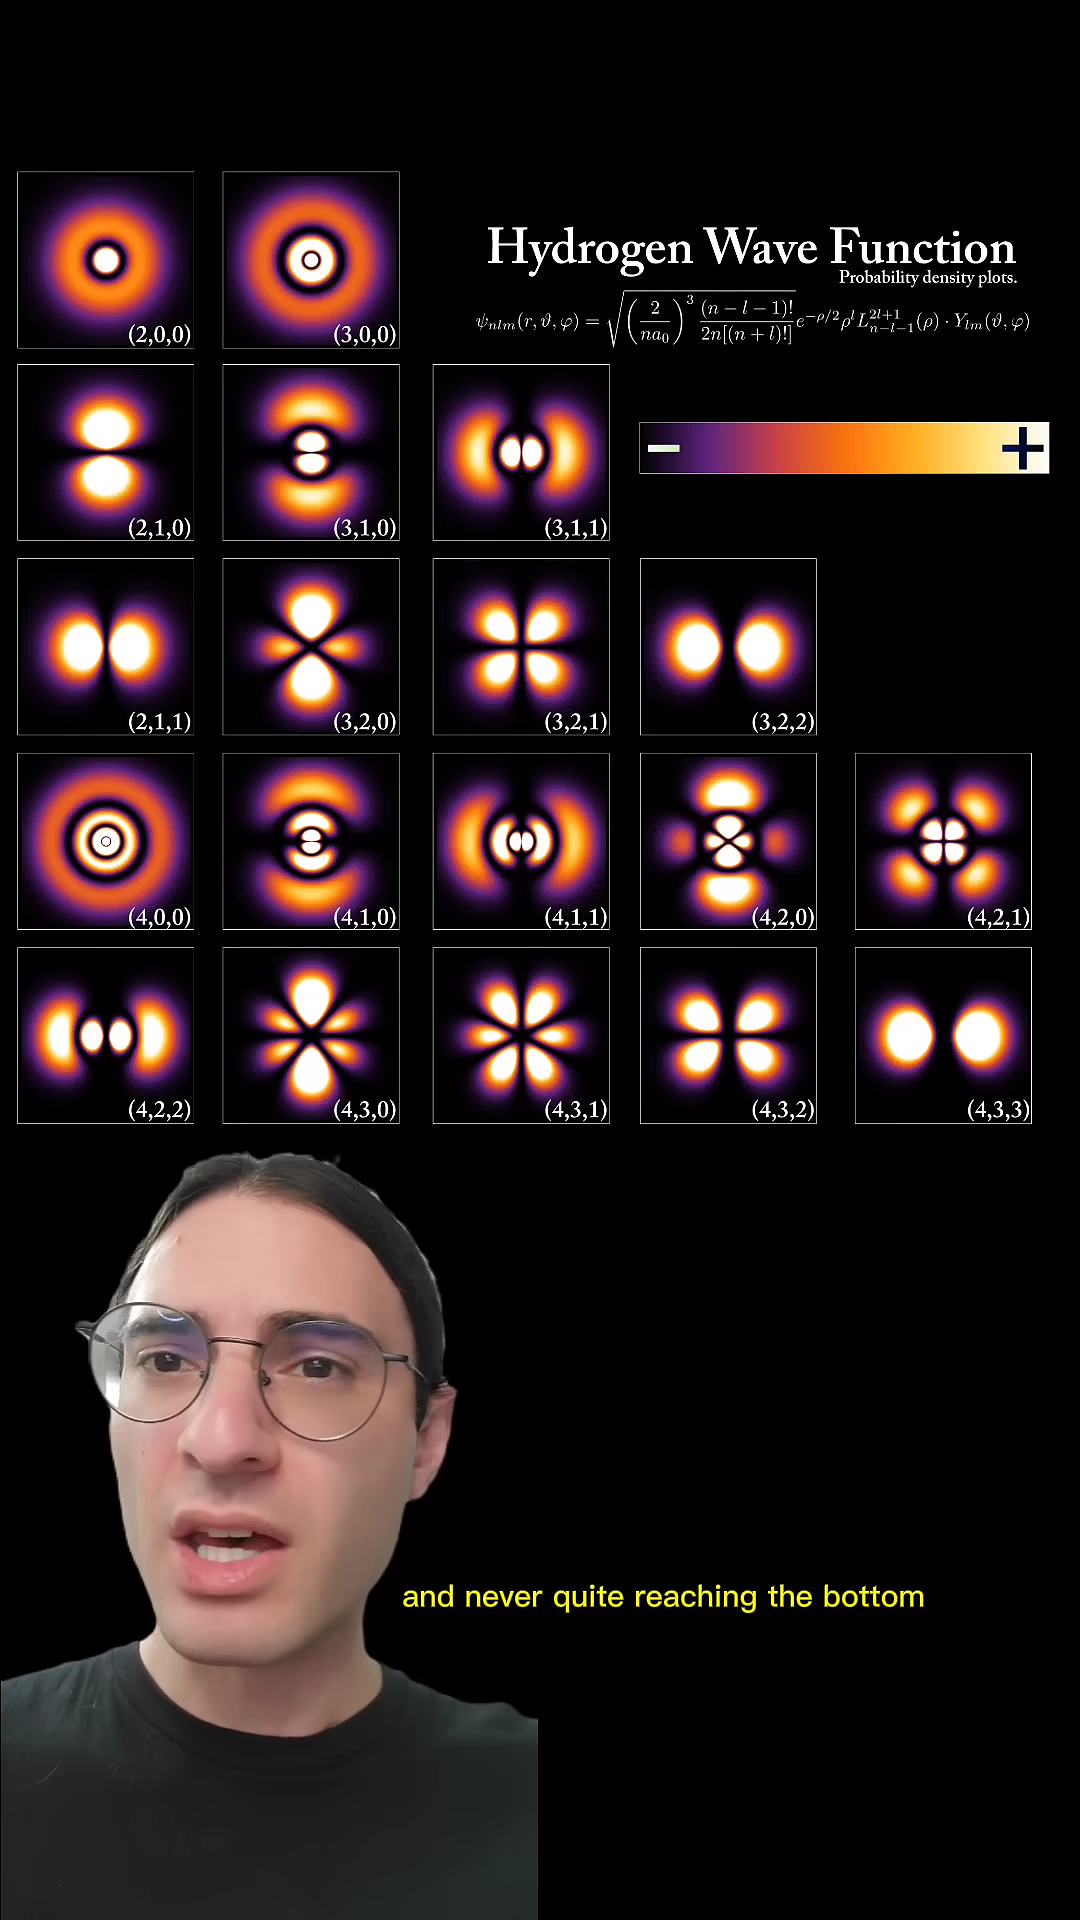 Hydrogen Wave Function
Probability density plots.
ψnlm(r, ϑ, φ) = √((2/na₀)³ (n − l − 1)!/2n[(n + l)!]) e^(−ρ/2) ρ^l L_(n−l−1)^(2l+1)(ρ) · Ylm(ϑ, φ)
(2,0,0) (3,0,0)
− +
(2,1,0) (3,1,0) (3,1,1)
(2,1,1) (3,2,0) (3,2,1) (3,2,2)
(4,0,0) (4,1,0) (4,1,1) (4,2,0) (4,2,1)
(4,2,2) (4,3,0) (4,3,1) (4,3,2) (4,3,3)
and never quite reaching the bottom